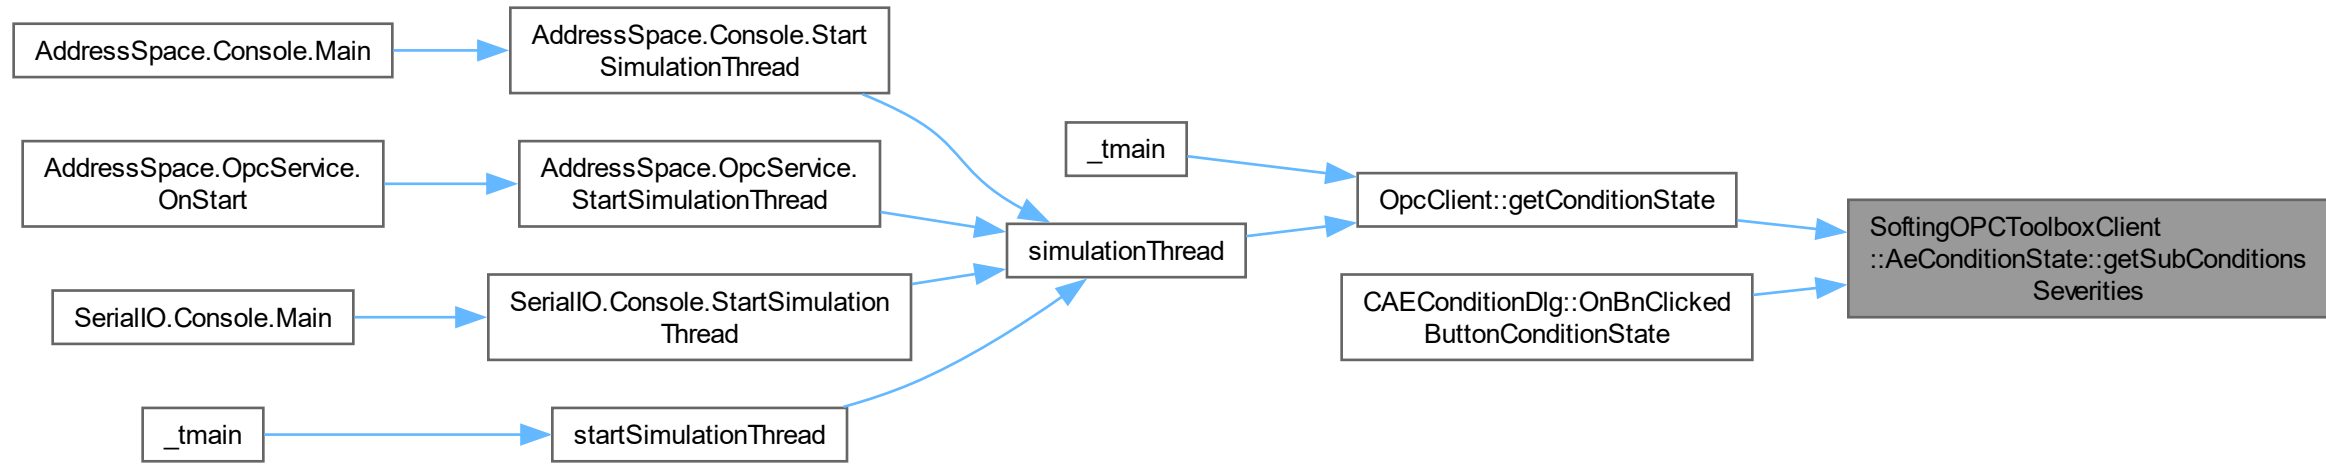 AddressSpace.Console.Main
AddressSpace.Console.Start
SimulationThread
AddressSpace.OpcService.
OnStart
AddressSpace.OpcService.
StartSimulationThread
SerialIO.Console.Main
SerialIO.Console.StartSimulation
Thread
_tmain
startSimulationThread
simulationThread
_tmain
OpcClient::getConditionState
CAEConditionDlg::OnBnClicked
ButtonConditionState
SoftingOPCToolboxClient
::AeConditionState::getSubConditions
Severities